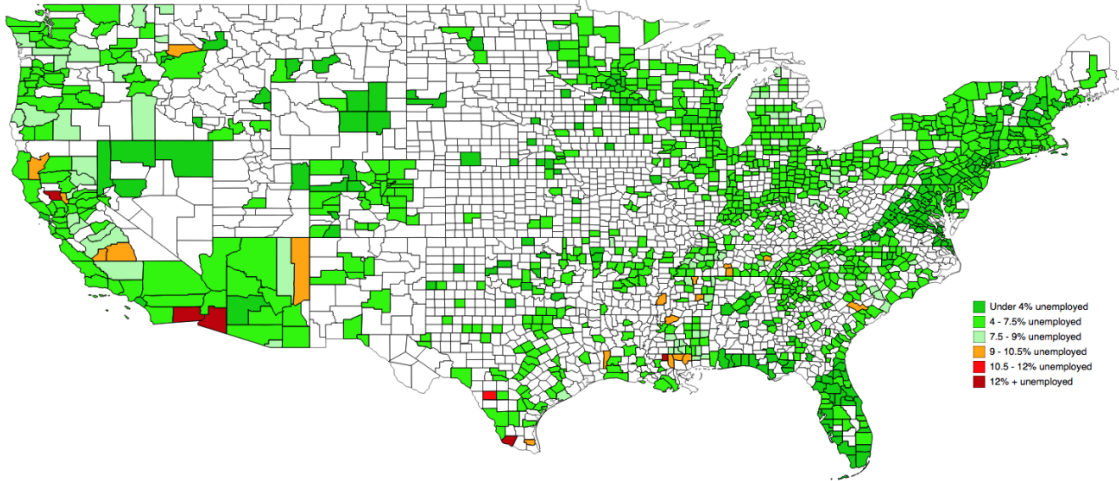 Under 4% unemployed
4 - 7.5% unemployed
7.5 - 9% unemployed
9 - 10.5% unemployed
10.5 - 12% unemployed
12% + unemployed